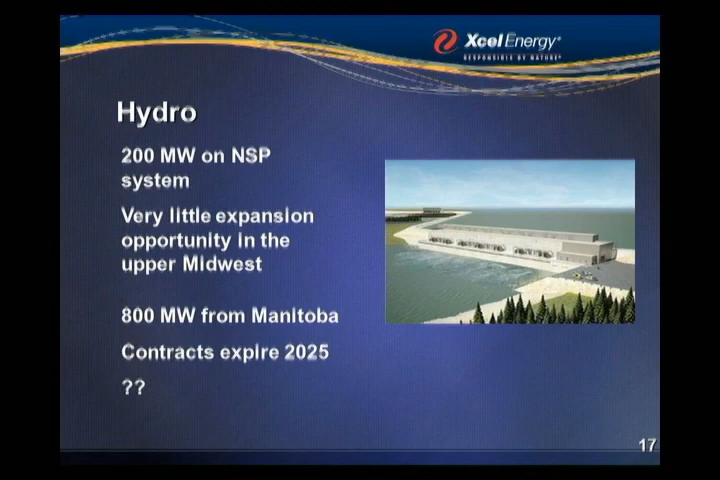 Xcel Energy®
RESPONSIBLE BY NATURE®
Hydro
200 MW on NSP
system
Very little expansion
opportunity in the
upper Midwest
800 MW from Manitoba
Contracts expire 2025
??
17